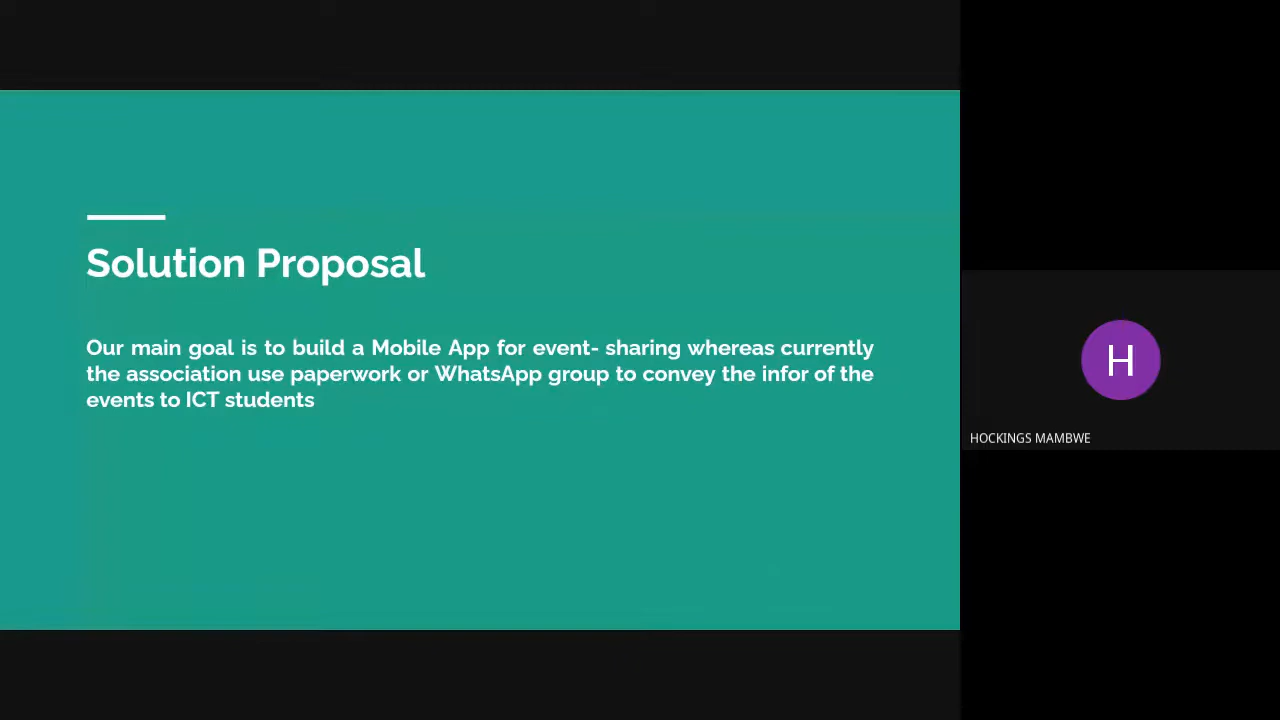 Solution Proposal
Our main goal is to build a Mobile App for event- sharing whereas currently
the association use paperwork or WhatsApp group to convey the infor of the
events to ICT students
H
HOCKINGS MAMBWE